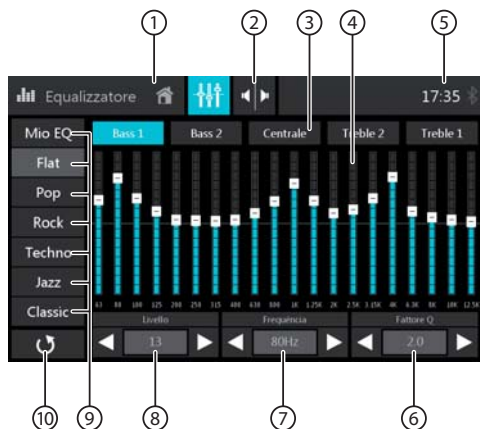 ① ② ③ ④ ⑤
Equalizzatore 17:35
Mio EQ Bass 1 Bass 2 Centrale Treble 2 Treble 1
Flat
Pop
Rock
Techno
Jazz
Classic
63 80 100 125 200 250 315 400 630 800 1K 1.25K 2K 2.5K 3.15K 4K 6.3K 8K 10K 12.5K
Livello Frequência Fattore Q
13 80Hz 2.0
⑩ ⑨ ⑧ ⑦ ⑥